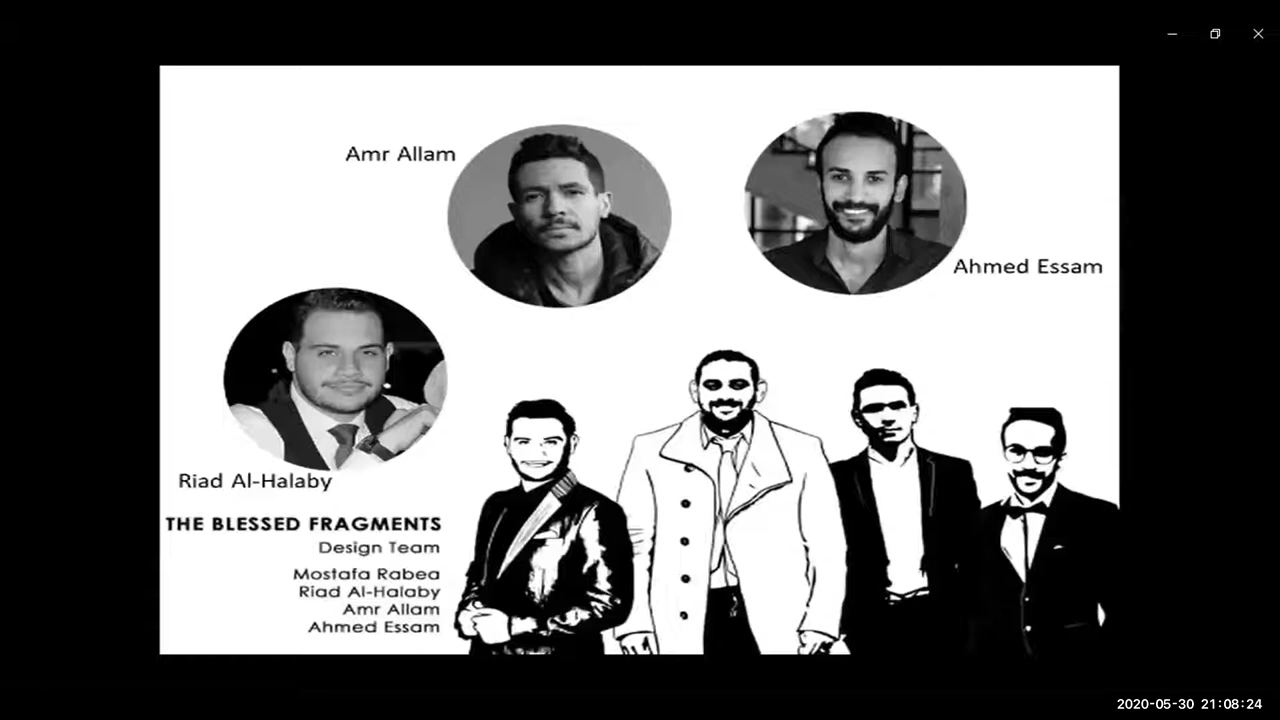 Amr Allam
Ahmed Essam
Riad Al-Halaby
THE BLESSED FRAGMENTS
Design Team
Mostafa Rabea
Riad Al-Halaby
Amr Allam
Ahmed Essam
2020-05-30 21:08:24